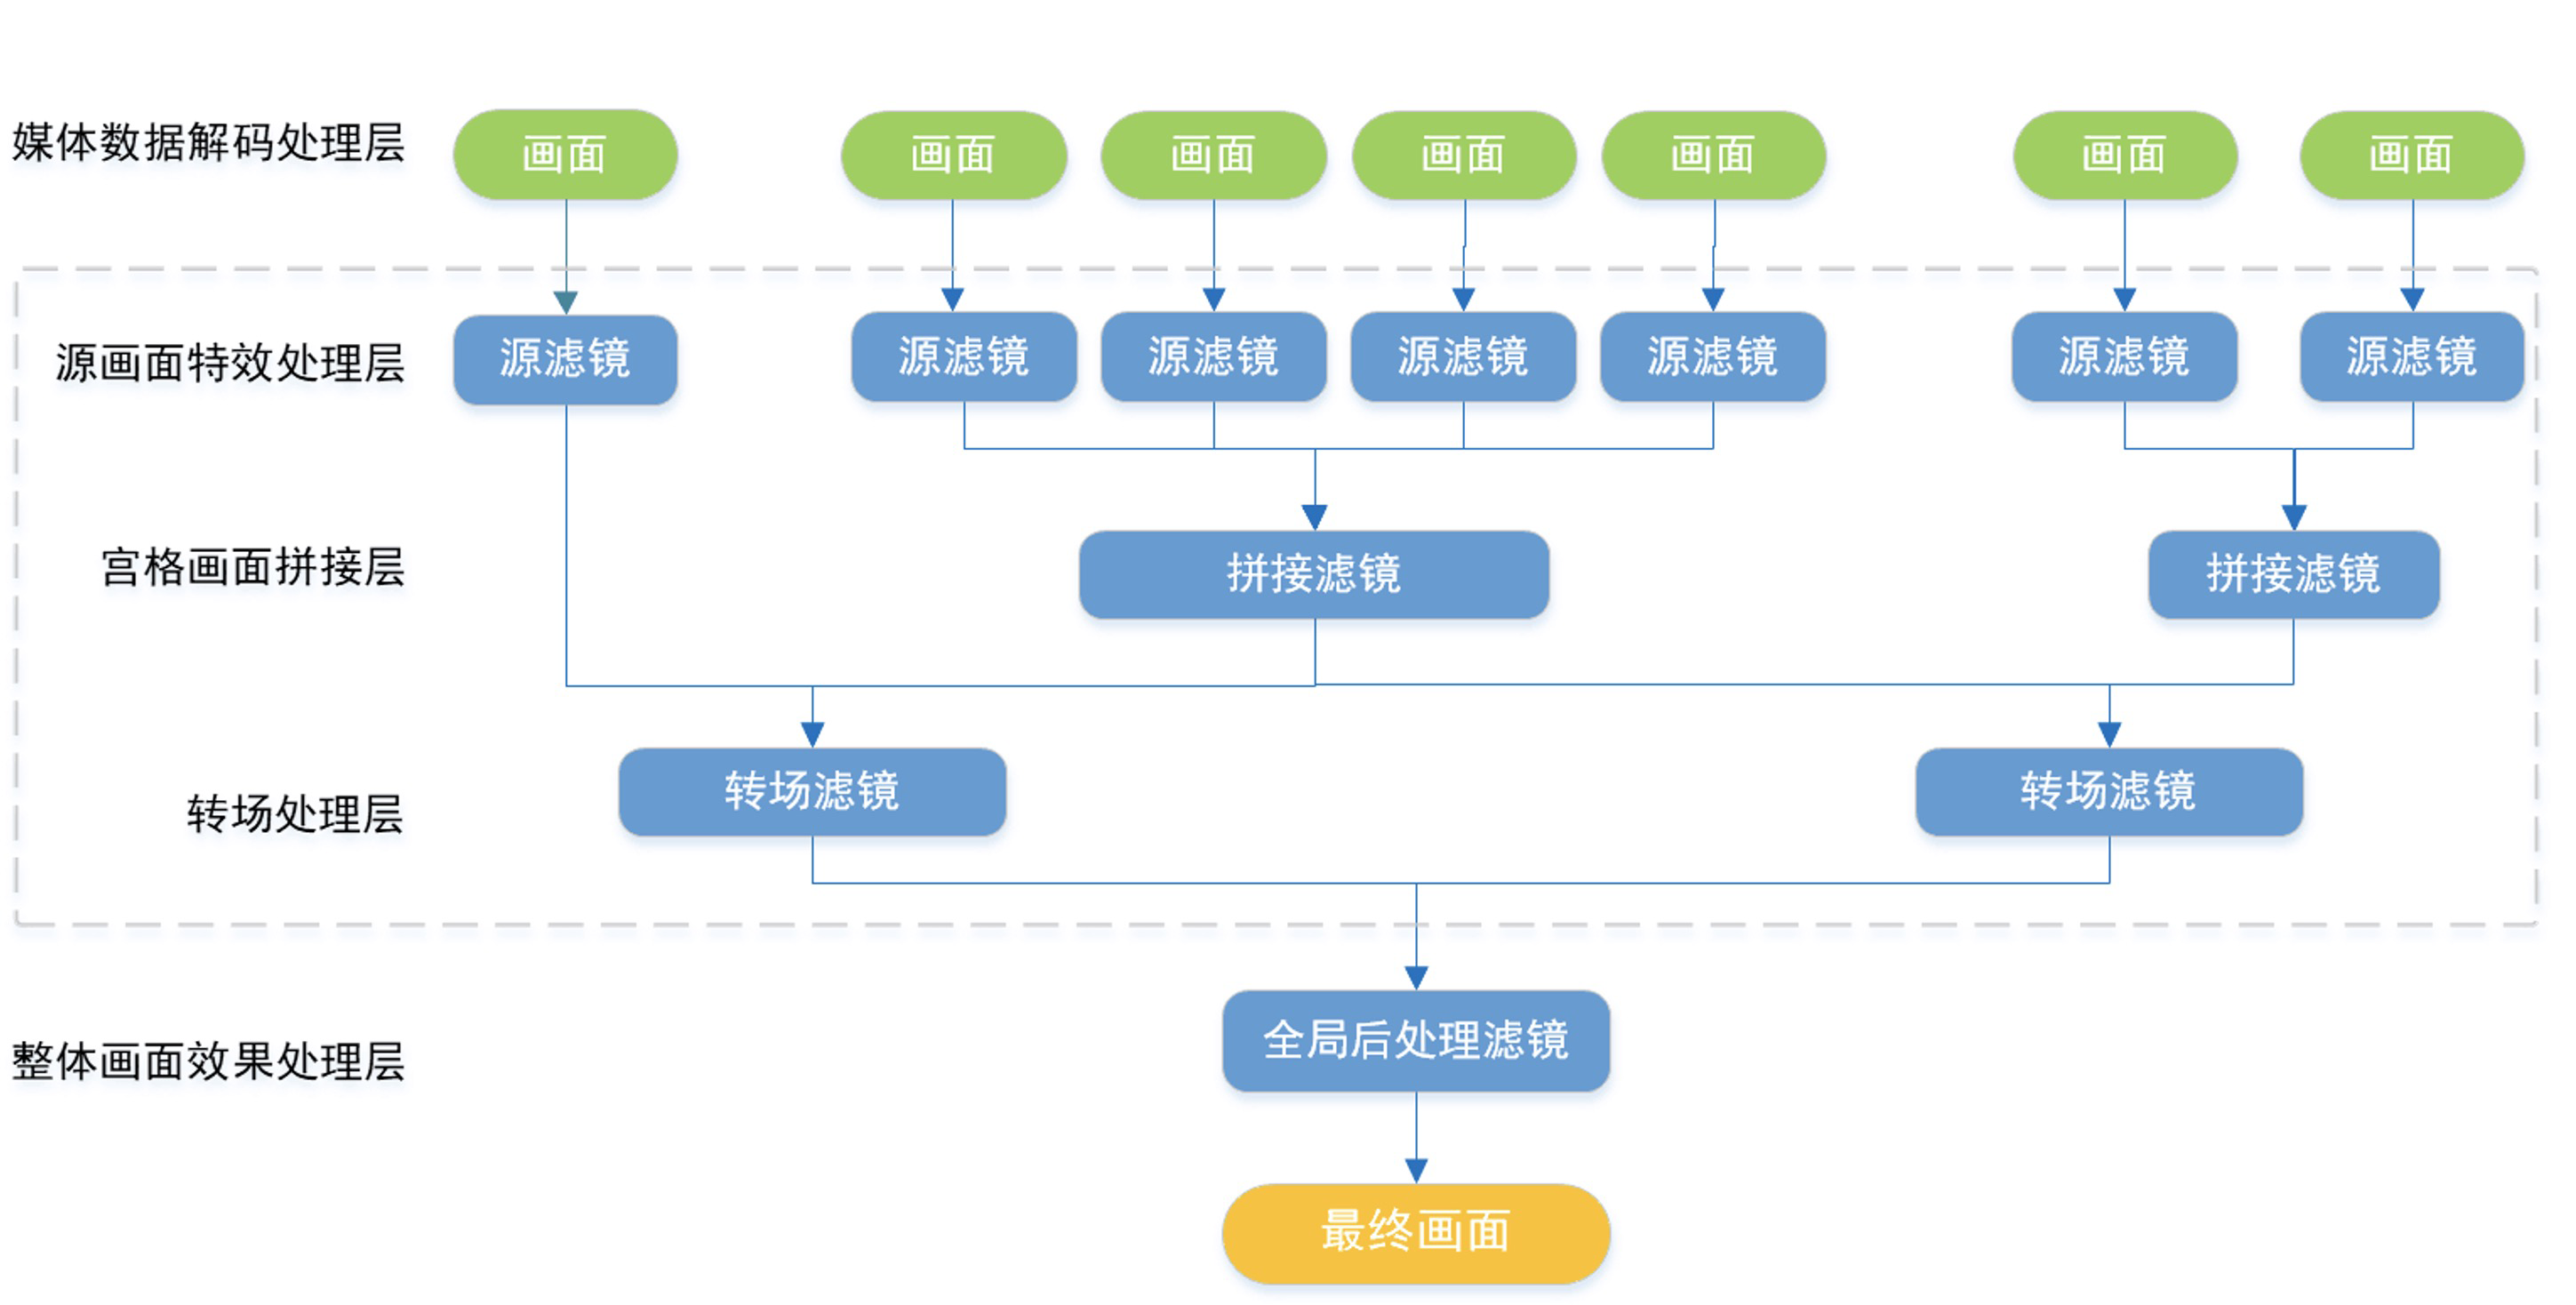 媒体数据解码处理层
画面
画面
画面
画面
画面
画面
画面
源画面特效处理层
源滤镜
源滤镜
源滤镜
源滤镜
源滤镜
源滤镜
源滤镜
宫格画面拼接层
拼接滤镜
拼接滤镜
转场处理层
转场滤镜
转场滤镜
整体画面效果处理层
全局后处理滤镜
最终画面